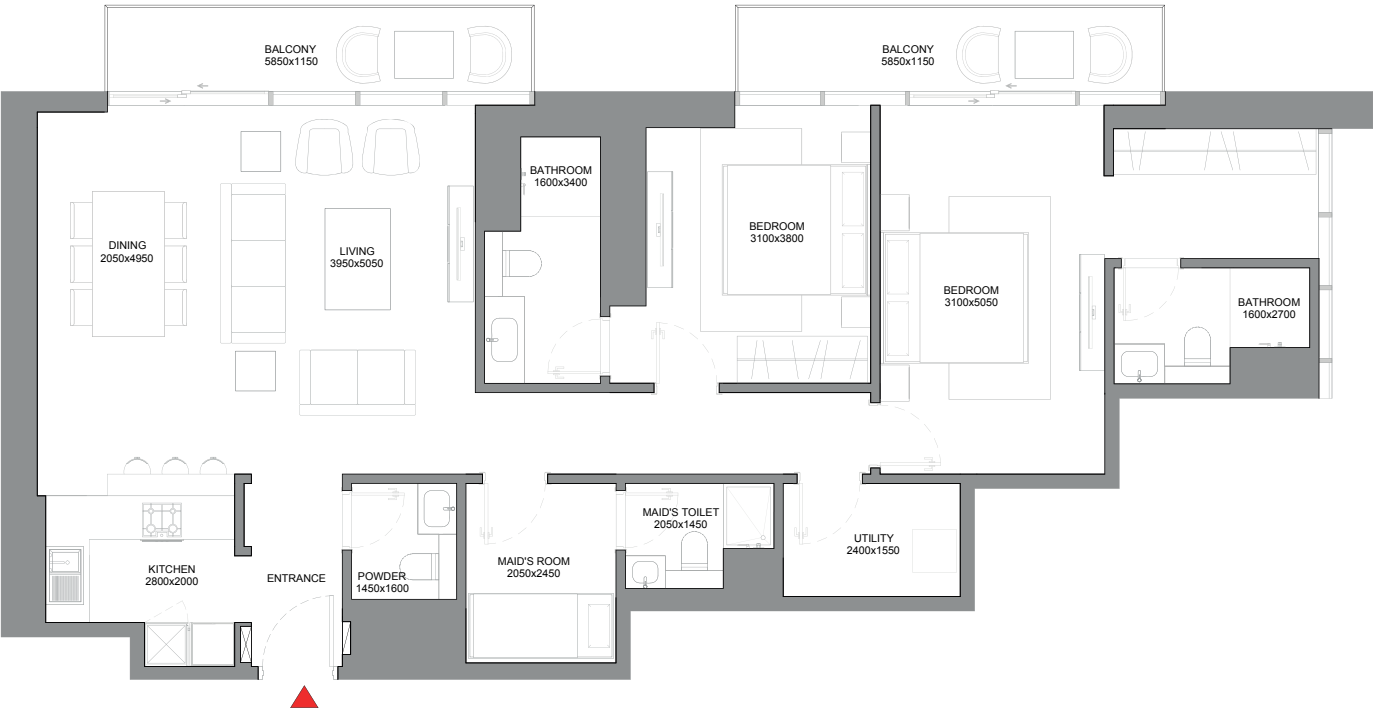 BALCONY
5850x1150
BALCONY
5850x1150
BATHROOM
1600x3400
BEDROOM
3100x3800
DINING
2050x4950
LIVING
3950x5050
BEDROOM
3100x5050
BATHROOM
1600x2700
MAID'S TOILET
2050x1450
UTILITY
2400x1550
KITCHEN
2800x2000
ENTRANCE
POWDER
1450x1600
MAID'S ROOM
2050x2450